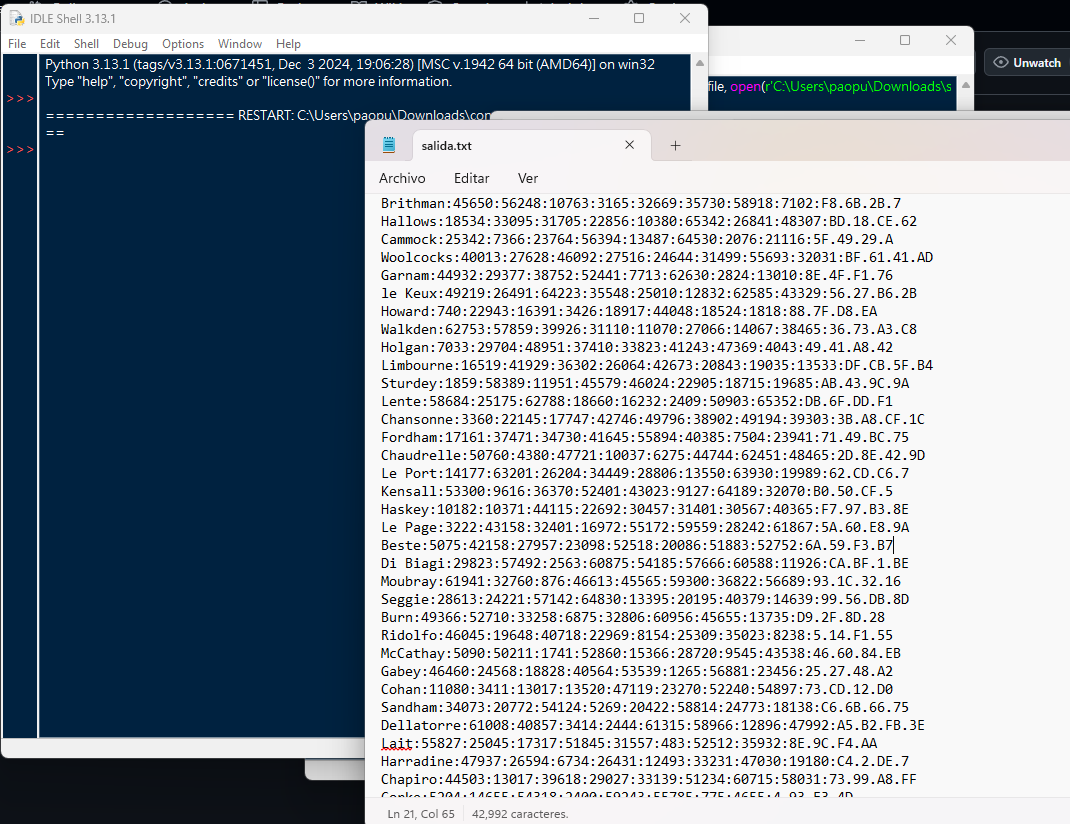 IDLE Shell 3.13.1
File Edit Shell Debug Options Window Help
Python 3.13.1 (tags/v3.13.1:0671451, Dec 3 2024, 19:06:28) [MSC v.1942 64 bit (AMD64)] on win32
Type "help", "copyright", "credits" or "license()" for more information.
>>>
=================== RESTART: C:\Users\paopu\Downloads\con
==
>>>
Unwatch
file, open(r'C:\Users\paopu\Downloads\s
salida.txt
Archivo Editar Ver
Brithman:45650:56248:10763:3165:32669:35730:58918:7102:F8.6B.2B.7
Hallows:18534:33095:31705:22856:10380:65342:26841:48307:BD.18.CE.62
Cammock:25342:7366:23764:56394:13487:64530:2076:21116:5F.49.29.A
Woolcocks:40013:27628:46092:27516:24644:31499:55693:32031:BF.61.41.AD
Garnam:44932:29377:38752:52441:7713:62630:2824:13010:8E.4F.F1.76
le Keux:49219:26491:64223:35548:25010:12832:62585:43329:56.27.B6.2B
Howard:740:22943:16391:3426:18917:44048:18524:1818:88.7F.D8.EA
Walkden:62753:57859:39926:31110:11070:27066:14067:38465:36.73.A3.C8
Holgan:7033:29704:48951:37410:33823:41243:47369:4043:49.41.A8.42
Limbourne:16519:41929:36302:26064:42673:20843:19035:13533:DF.CB.5F.B4
Sturdey:1859:58389:11951:45579:46024:22905:18715:19685:AB.43.9C.9A
Lente:58684:25175:62788:18660:16232:2409:50903:65352:DB.6F.DD.F1
Chansonne:3360:22145:17747:42746:49796:38902:49194:39303:3B.A8.CF.1C
Fordham:17161:37471:34730:41645:55894:40385:7504:23941:71.49.BC.75
Chaudrelle:50760:4380:47721:10037:6275:44744:62451:48465:2D.8E.42.9D
Le Port:14177:63201:26204:34449:28806:13550:63930:19989:62.CD.C6.7
Kensall:53300:9616:36370:52401:43023:9127:64189:32070:B0.50.CF.5
Haskey:10182:10371:44115:22692:30457:31401:30567:40365:F7.97.B3.8E
Le Page:3222:43158:32401:16972:55172:59559:28242:61867:5A.60.E8.9A
Beste:5075:42158:27957:23098:52518:20086:51883:52752:6A.59.F3.B7
Di Biagi:29823:57492:2563:60875:54185:57666:60588:11926:CA.BF.1.BE
Moubray:61941:32760:876:46613:45565:59300:36822:56689:93.1C.32.16
Seggie:28613:24221:57142:64830:13395:20195:40379:14639:99.56.DB.8D
Burn:49366:52710:33258:6875:32806:60956:45655:13735:D9.2F.8D.28
Ridolfo:46045:19648:40718:22969:8154:25309:35023:8238:5.14.F1.55
McCathay:5090:50211:1741:52860:15366:28720:9545:43538:46.60.84.EB
Gabey:46460:24568:18828:40564:53539:1265:56881:23456:25.27.48.A2
Cohan:11080:3411:13017:13520:47119:23270:52240:54897:73.CD.12.D0
Sandham:34073:20772:54124:5269:20422:58814:24773:18138:C6.6B.66.75
Dellatorre:61008:40857:3414:2444:61315:58966:12896:47992:A5.B2.FB.3E
Lait:55827:25045:17317:51845:31557:483:52512:35932:8E.9C.F4.AA
Harradine:47937:26594:6734:26431:12493:33231:47030:19180:C4.2.DE.7
Chapiro:44503:13017:39618:29027:33139:51234:60715:58031:73.99.A8.FF
Ln 21, Col 65 42,992 caracteres.